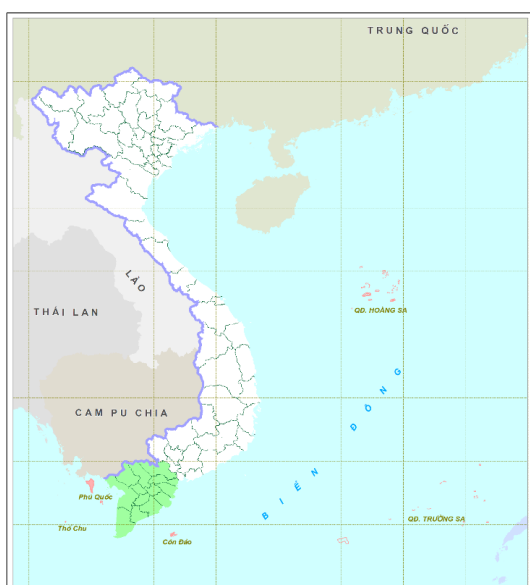 TRUNG QUỐC
LÀO
THÁI LAN
QĐ. HOÀNG SA
CAM PU CHIA
BIỂN ĐÔNG
Phú Quốc
Thổ Chu
Côn Đảo
QĐ. TRƯỜNG SA